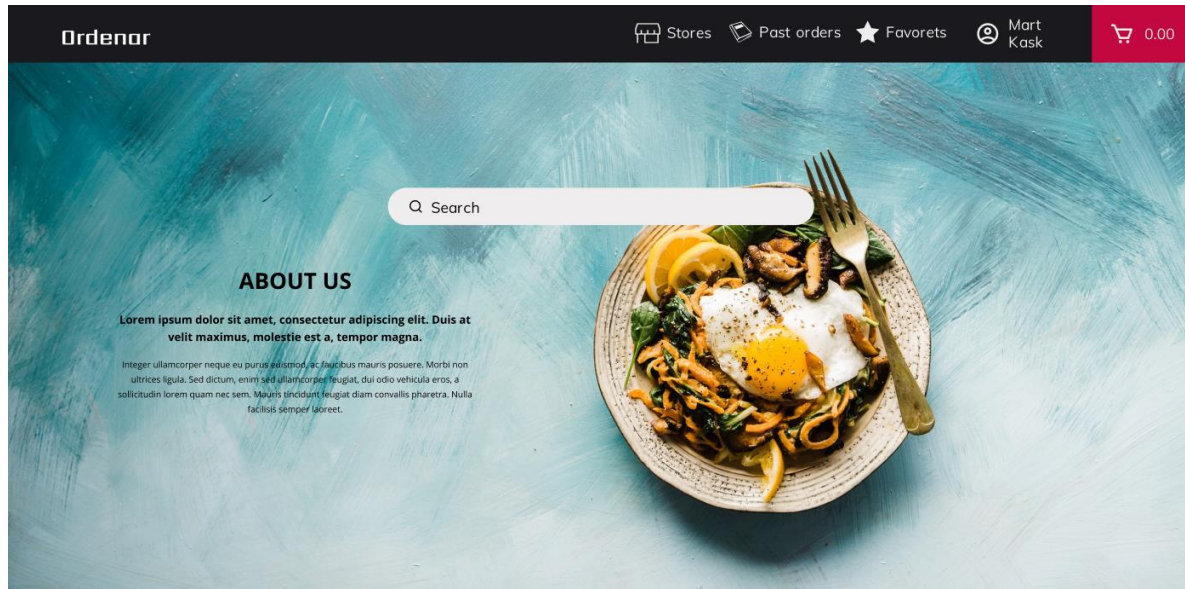 Ordenar
Stores
Past orders
Favorets
Mart
Kask
0.00
Search
ABOUT US
Lorem ipsum dolor sit amet, consectetur adipiscing elit. Duis at
velit maximus, molestie est a, tempor magna.
Integer ullamcorper neque eu purus euismod, ac faucibus mauris posuere. Morbi non
ultrices ligula. Sed dictum, enim sed ullamcorper feugiat, dui odio vehicula eros, a
sollicitudin lorem quam nec sem. Mauris tincidunt feugiat diam convallis pharetra. Nulla
facilisis semper laoreet.